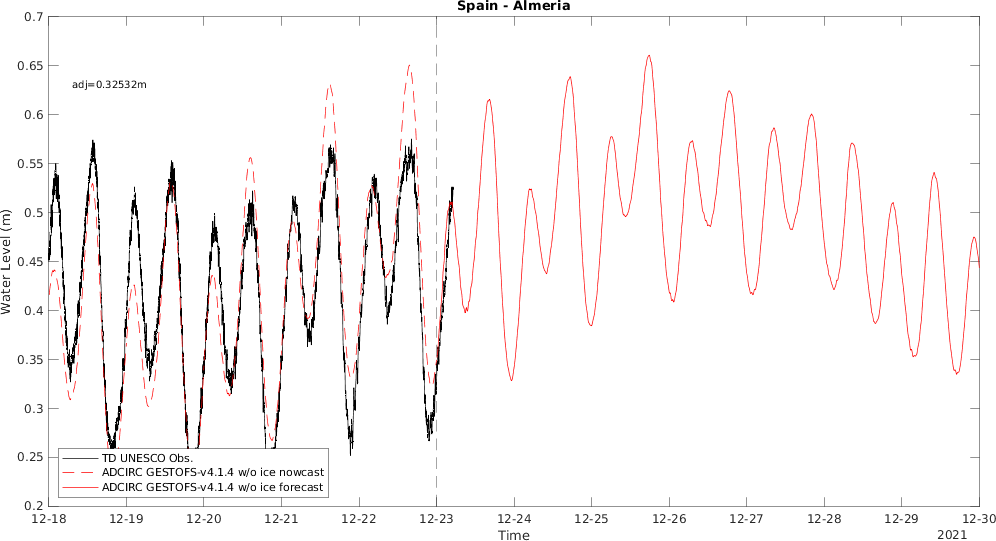 Spain - Almeria
0.7
0.65
0.6
0.55
0.5
0.45
0.4
0.35
0.3
0.25
0.2
Water Level (m)
adj=0.32532m
TD UNESCO Obs.
ADCIRC GESTOFS-v4.1.4 w/o ice nowcast
ADCIRC GESTOFS-v4.1.4 w/o ice forecast
12-18 12-19 12-20 12-21 12-22 12-23 12-24 12-25 12-26 12-27 12-28 12-29 12-30
Time
2021